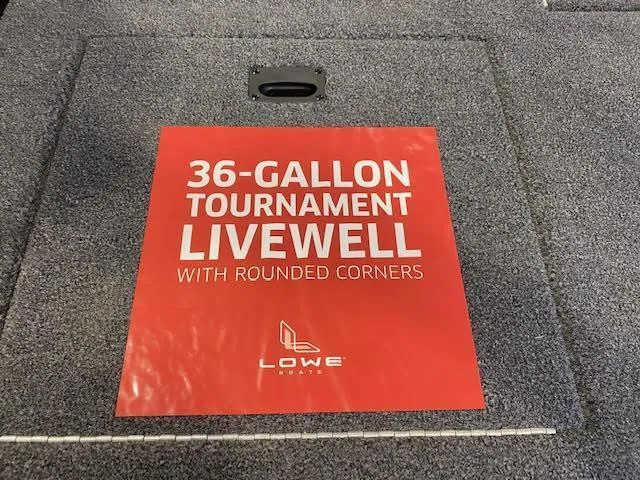 36-GALLON
TOURNAMENT
LIVEWELL
WITH ROUNDED CORNERS
LOWE
BOATS